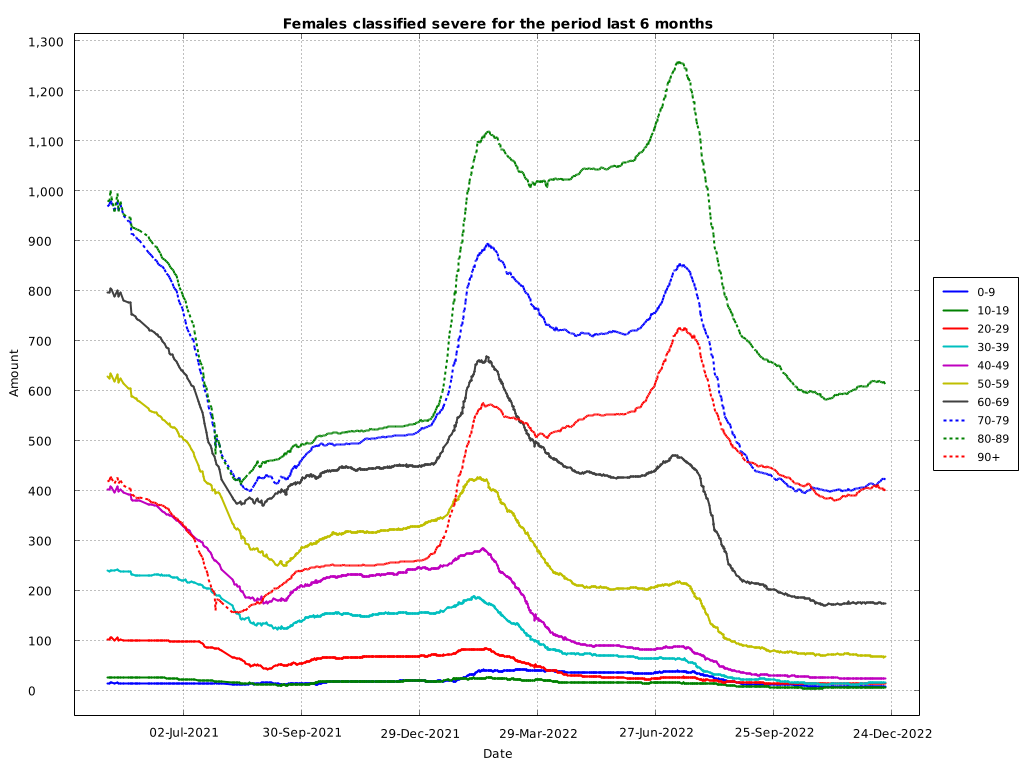 Females classified severe for the period last 6 months
1,300
1,200
1,100
1,000
900
800
700
600
500
400
300
200
100
0
Amount
02-Jul-2021
30-Sep-2021
29-Dec-2021
29-Mar-2022
27-Jun-2022
25-Sep-2022
24-Dec-2022
Date
0-9
10-19
20-29
30-39
40-49
50-59
60-69
70-79
80-89
90+